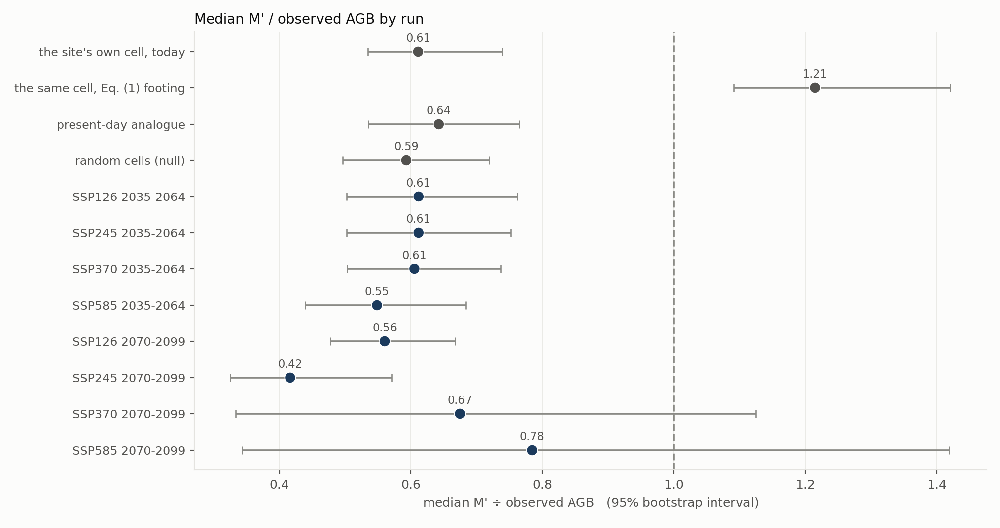 Median M' / observed AGB by run
the site's own cell, today
0.61
the same cell, Eq. (1) footing
1.21
present-day analogue
0.64
random cells (null)
0.59
SSP126 2035-2064
0.61
SSP245 2035-2064
0.61
SSP370 2035-2064
0.61
SSP585 2035-2064
0.55
SSP126 2070-2099
0.56
SSP245 2070-2099
0.42
SSP370 2070-2099
0.67
SSP585 2070-2099
0.78
0.4 0.6 0.8 1.0 1.2 1.4
median M' ÷ observed AGB (95% bootstrap interval)